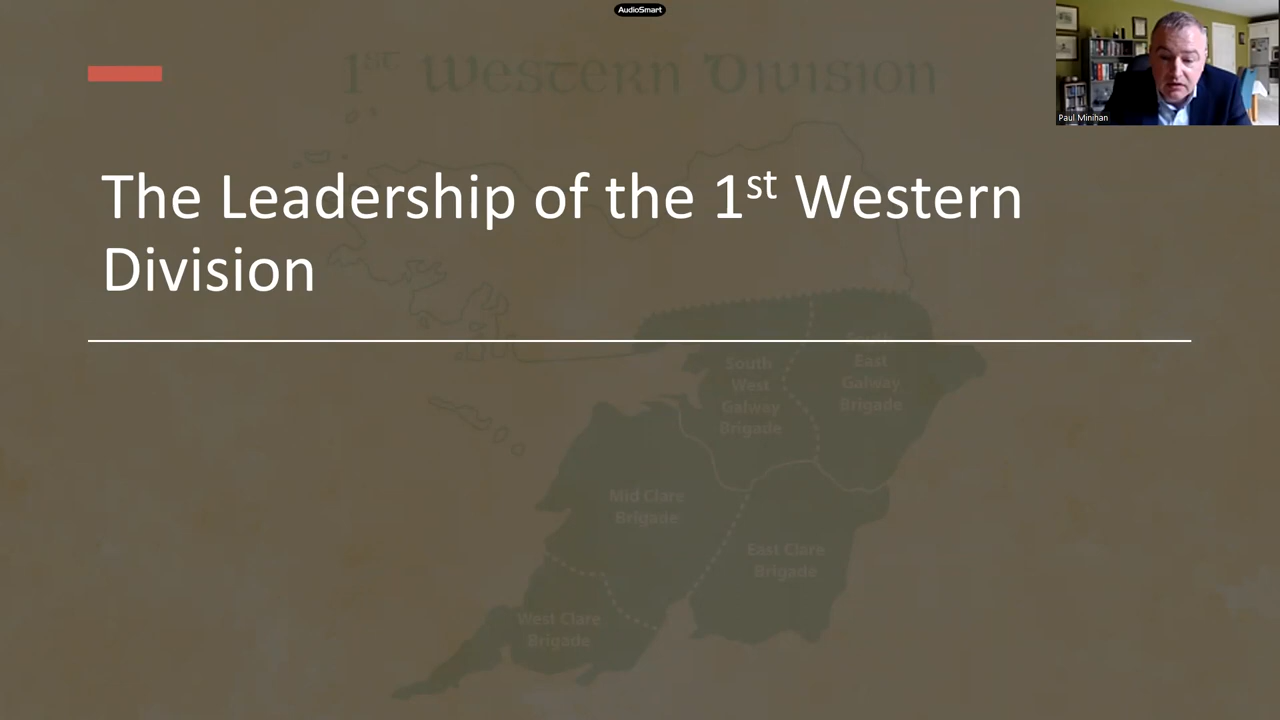 AudioSmart
1st Western Division
Paul Minihan
The Leadership of the 1st Western
Division
South
West
Galway
Brigade
East
Galway
Brigade
Mid Clare
Brigade
East Clare
Brigade
West Clare
Brigade